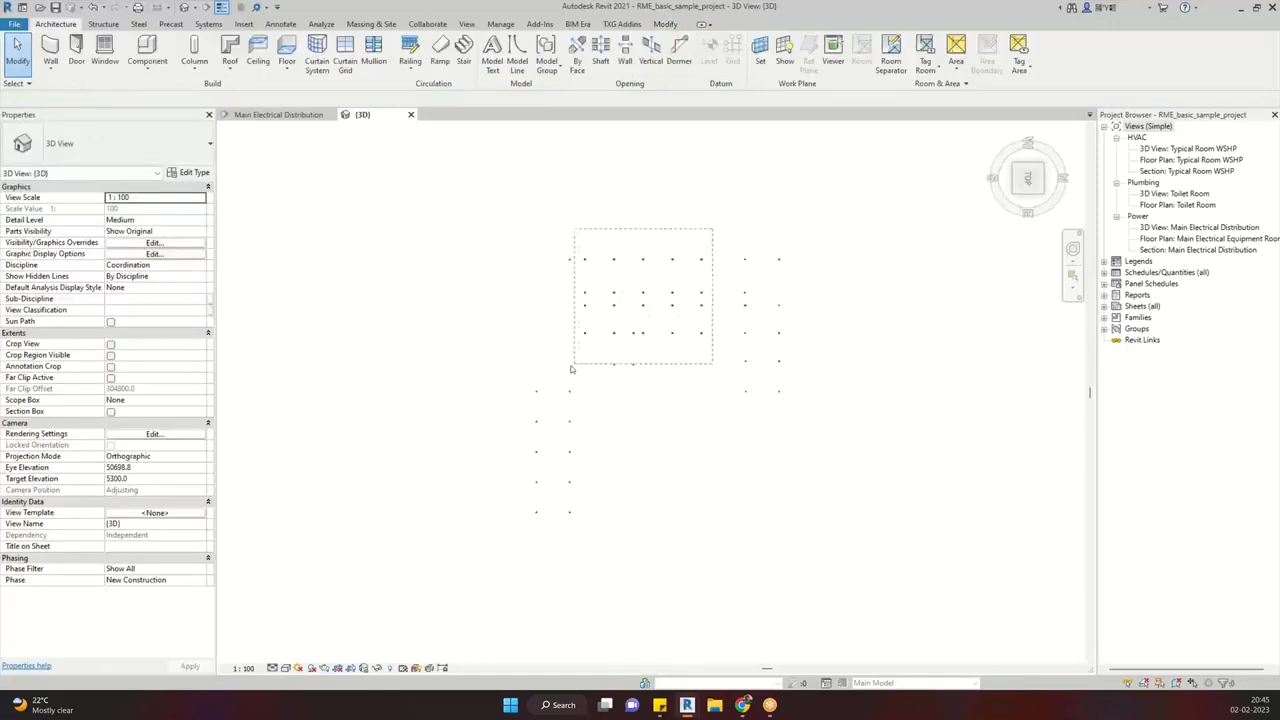 Autodesk Revit 2021 - RME_basic_sample_project - 3D View: {3D}
File Architecture Structure Steel Precast Systems Insert Annotate Analyze Massing & Site Collaborate View Manage Add-Ins BIM Era TXG Addins Modify
Modify Wall Door Window Component Column Roof Ceiling Floor Curtain System Curtain Grid Mullion Railing Ramp Stair Model Text Model Line Model Group By Face Shaft Wall Vertical Dormer Level Grid Set Show Ref Plane Viewer Room Room Separator Tag Room Area Area Boundary Tag Area
Select Build Circulation Model Opening Datum Work Plane Room & Area
Properties
Main Electrical Distribution
{3D}
3D View
3D View: {3D} Edit Type
Graphics
View Scale 1 : 100
Scale Value 1: 100
Detail Level Medium
Parts Visibility Show Original
Visibility/Graphics Overrides Edit...
Graphic Display Options Edit...
Discipline Coordination
Show Hidden Lines By Discipline
Default Analysis Display Style None
Sub-Discipline
View Classification
Sun Path
Extents
Crop View
Crop Region Visible
Annotation Crop
Far Clip Active
Far Clip Offset 304800.0
Scope Box None
Section Box
Camera
Rendering Settings Edit...
Locked Orientation
Projection Mode Orthographic
Eye Elevation 50698.8
Target Elevation 5300.0
Camera Position Adjusting
Identity Data
View Template <None>
View Name {3D}
Dependency Independent
Title on Sheet
Phasing
Phase Filter Show All
Phase New Construction
Properties help Apply
TOP
Project Browser - RME_basic_sample_project
Views (Simple)
HVAC
3D View: Typical Room WSHP
Floor Plan: Typical Room WSHP
Section: Typical Room WSHP
Plumbing
3D View: Toilet Room
Floor Plan: Toilet Room
Power
3D View: Main Electrical Distribution
Floor Plan: Main Electrical Equipment Room
Section: Main Electrical Distribution
Legends
Schedules/Quantities (all)
Panel Schedules
Reports
Sheets (all)
Families
Groups
Revit Links
1 : 100
:0 Main Model :0
22°C
Mostly clear
Search
20:45
02-02-2023